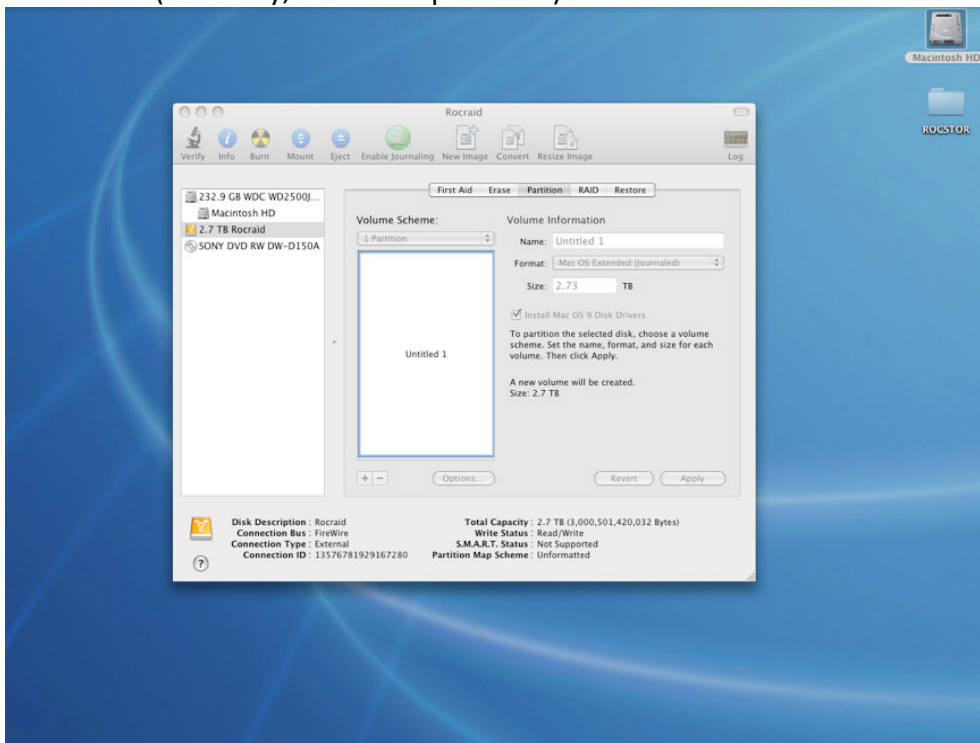 Macintosh HD
ROCSTOR
Rocraid
Verify Info Burn Mount Eject Enable Journaling New Image Convert Resize Image Log
First Aid Erase Partition RAID Restore
232.9 GB WDC WD2500J...
Macintosh HD
2.7 TB Rocraid
SONY DVD RW DW-D150A
Volume Scheme:
1 Partition
Untitled 1
Volume Information
Name: Untitled 1
Format: Mac OS Extended (Journaled)
Size: 2.73 TB
Install Mac OS 9 Disk Drivers
To partition the selected disk, choose a volume
scheme. Set the name, format, and size for each
volume. Then click Apply.
A new volume will be created.
Size: 2.7 TB
+ - Options... Revert Apply
Disk Description : Rocraid
Connection Bus : FireWire
Connection Type : External
Connection ID : 13576781929167280
Total Capacity : 2.7 TB (3,000,501,420,032 Bytes)
Write Status : Read/Write
S.M.A.R.T. Status : Not Supported
Partition Map Scheme : Unformatted
?